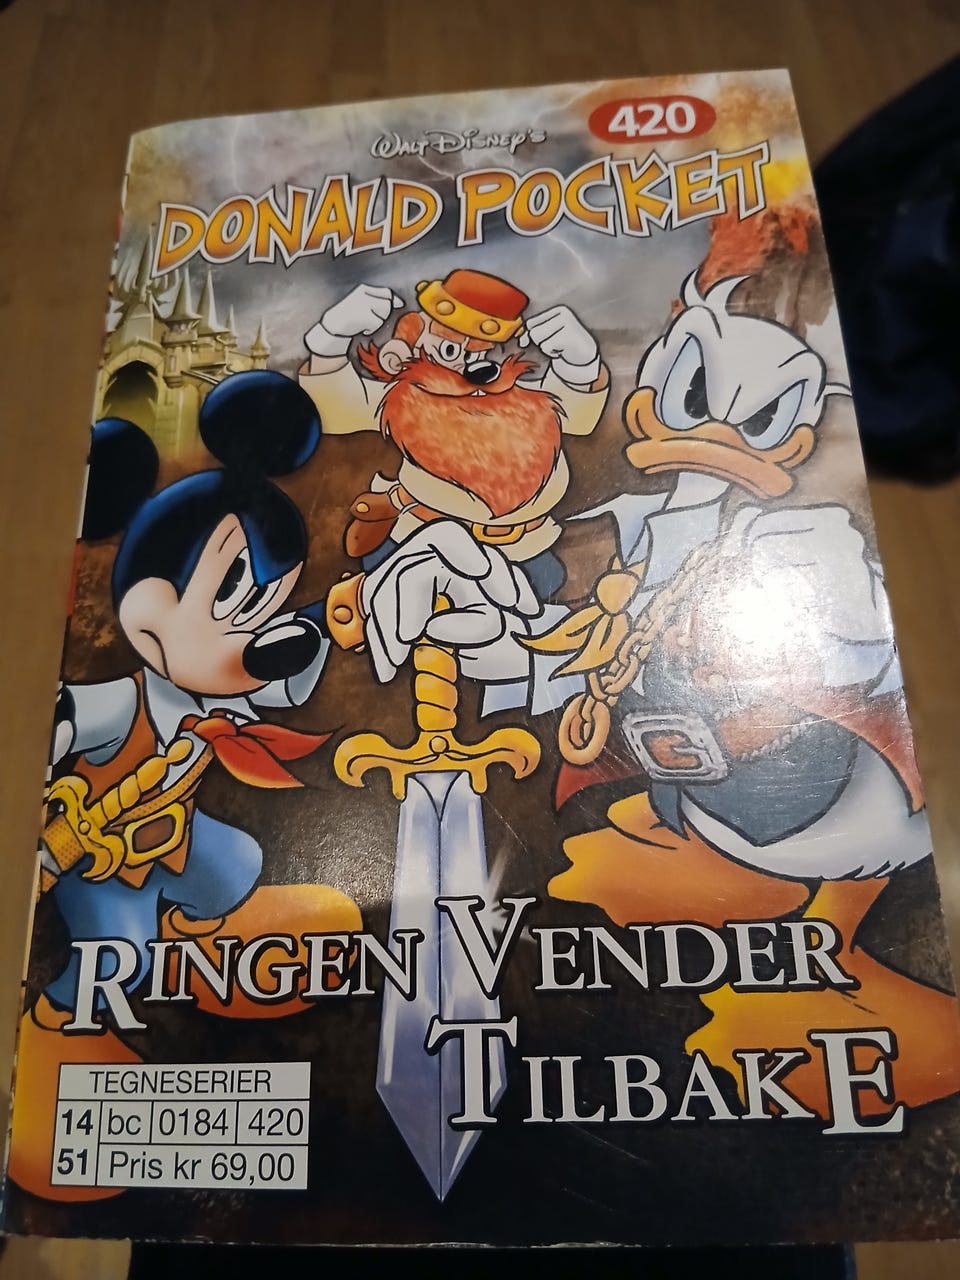 420
Walt Disney's
DONALD POCKET
G
RINGEN VENDER
TILBAKE
TEGNESERIER
14 bc 0184 420
51 Pris kr 69,00